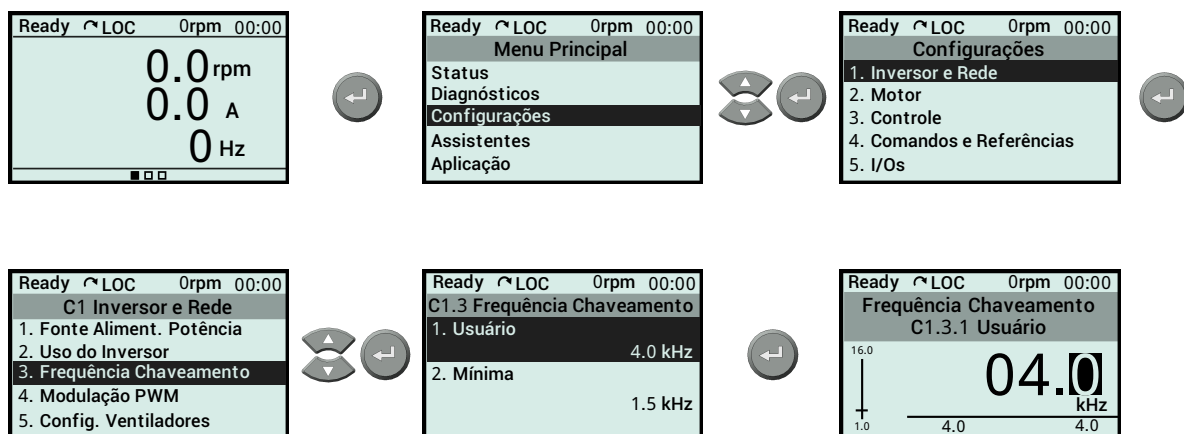 Ready LOC 0rpm 00:00
0.0 rpm
0.0 A
0 Hz
Ready LOC 0rpm 00:00
Menu Principal
Status
Diagnósticos
Configurações
Assistentes
Aplicação
Ready LOC 0rpm 00:00
Configurações
1. Inversor e Rede
2. Motor
3. Controle
4. Comandos e Referências
5. I/Os
Ready LOC 0rpm 00:00
C1 Inversor e Rede
1. Fonte Aliment. Potência
2. Uso do Inversor
3. Frequência Chaveamento
4. Modulação PWM
5. Config. Ventiladores
Ready LOC 0rpm 00:00
C1.3 Frequência Chaveamento
1. Usuário
4.0 kHz
2. Mínima
1.5 kHz
Ready LOC 0rpm 00:00
Frequência Chaveamento
C1.3.1 Usuário
16.0
04.0
kHz
1.0 4.0 4.0